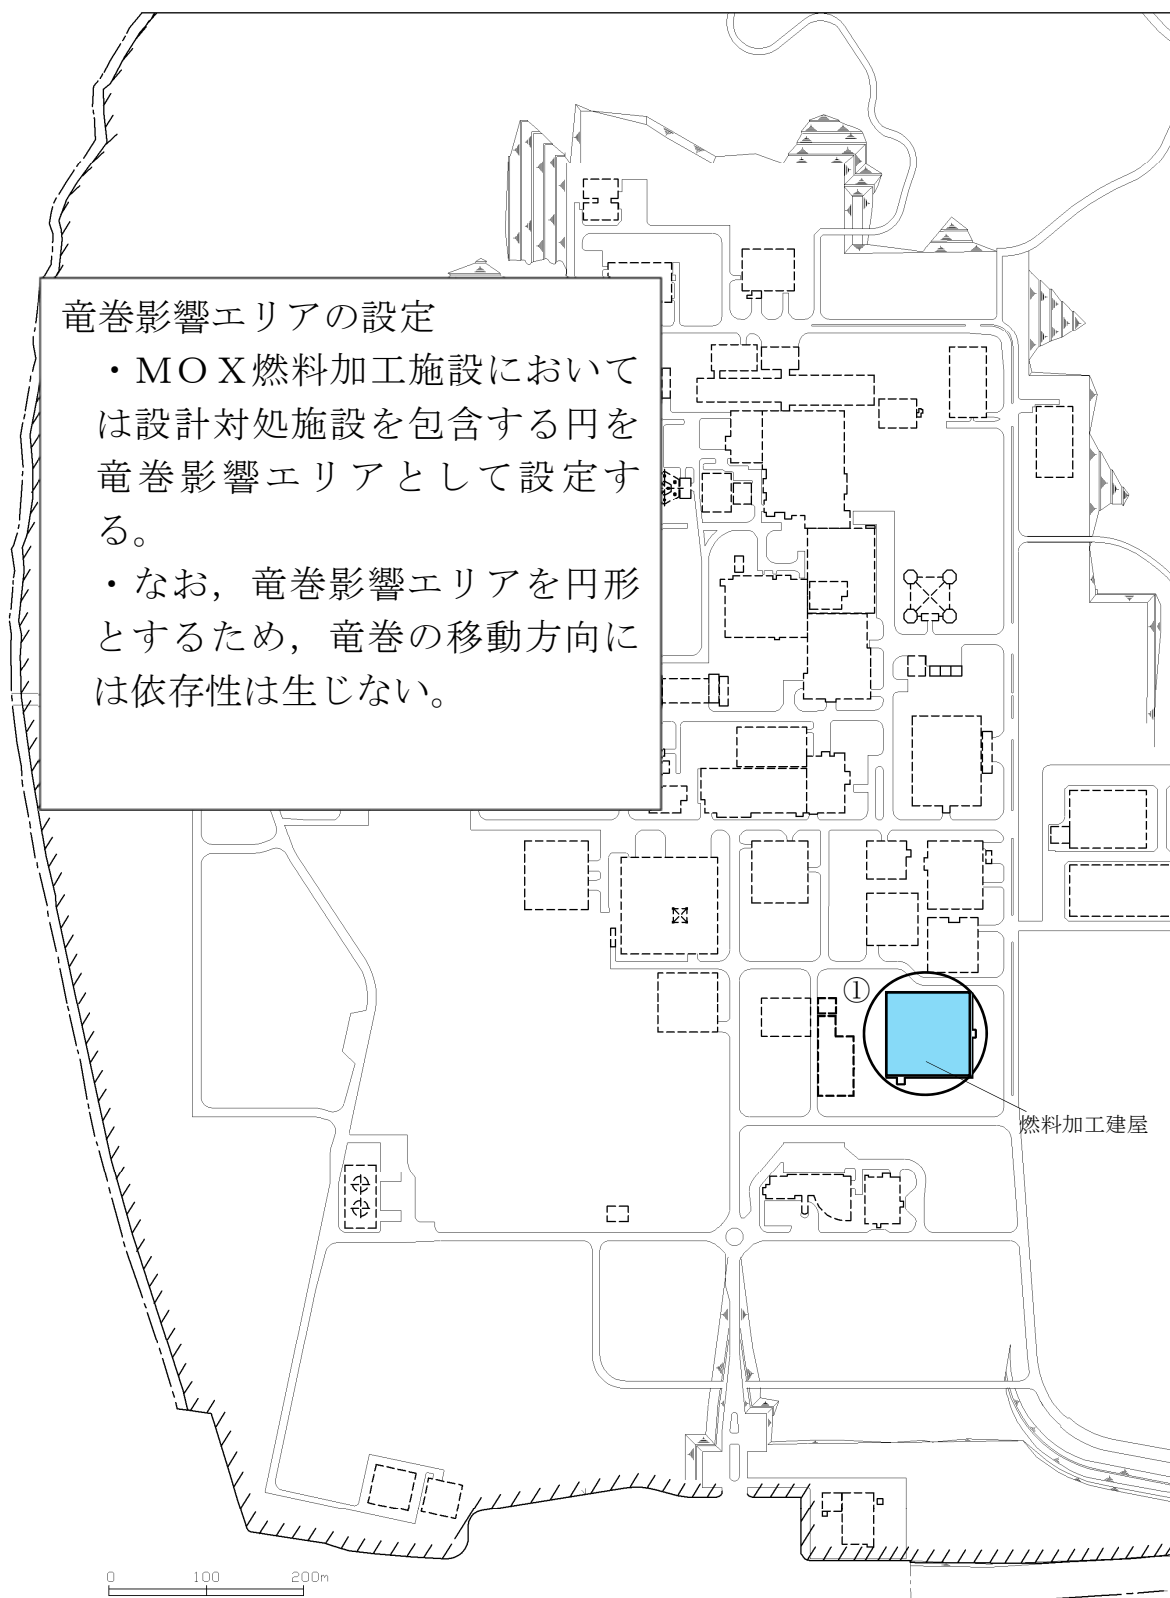 竜巻影響エリアの設定
・ＭＯＸ燃料加工施設において
は設計対処施設を包含する円を
竜巻影響エリアとして設定す
る。
・なお，竜巻影響エリアを円形
とするため，竜巻の移動方向に
は依存性は生じない。
①
燃料加工建屋
0 100 200m